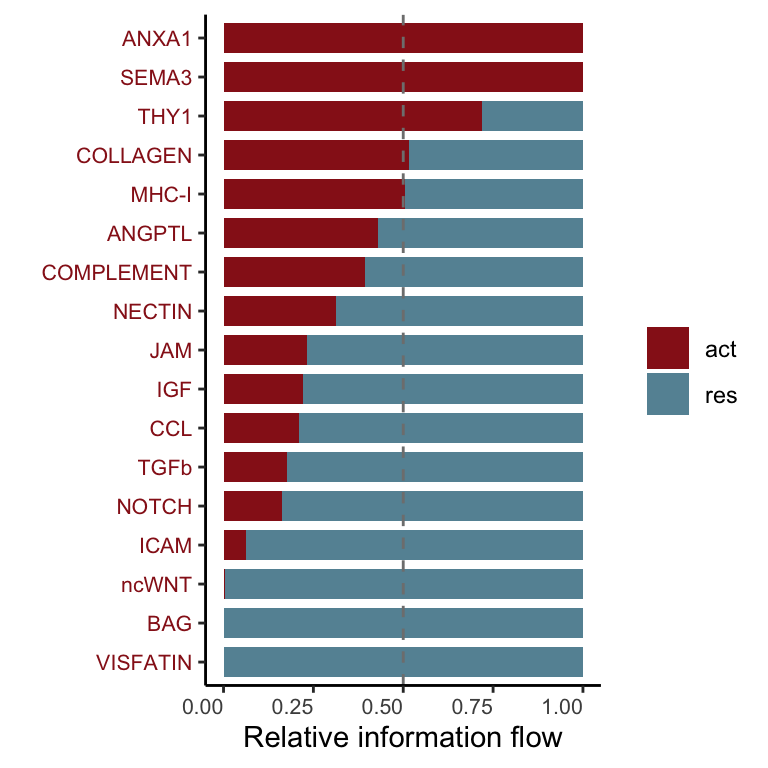 ANXA1
SEMA3
THY1
COLLAGEN
MHC-I
ANGPTL
COMPLEMENT
NECTIN
JAM
IGF
CCL
TGFb
NOTCH
ICAM
ncWNT
BAG
VISFATIN
0.00 0.25 0.50 0.75 1.00
Relative information flow
act
res